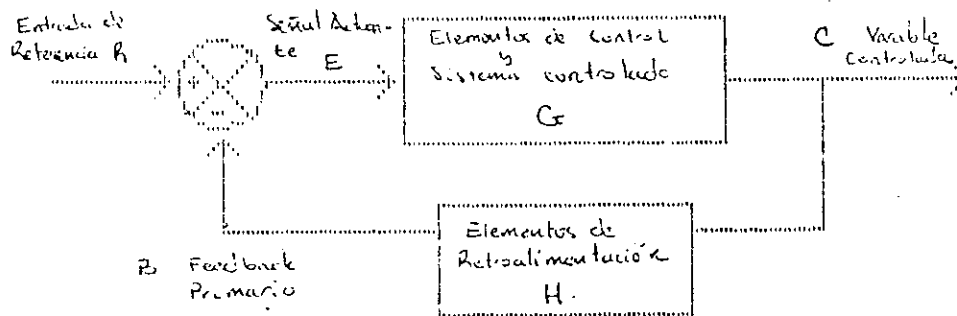 Entrada de
Referencia R
Señal Actuan-
te
E
Elementos de control
y
Sistema controlado
G
C Variable
Controlada
+
-
B Feedback
Primario
Elementos de
Retroalimentación
H.